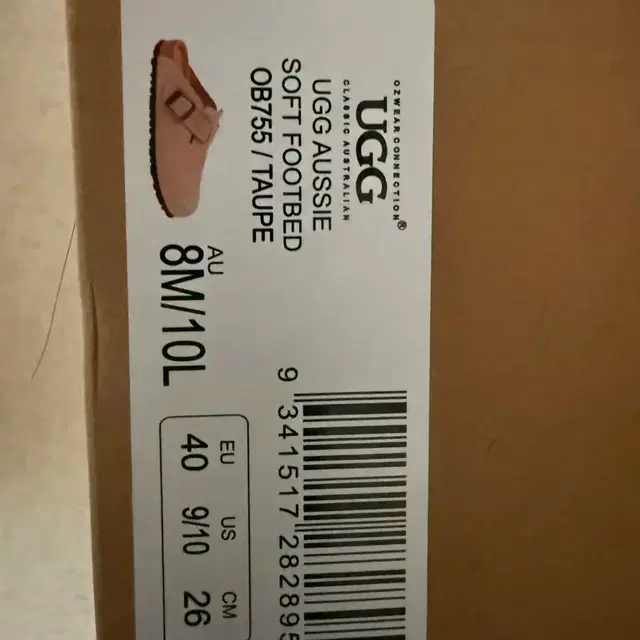 OZWEAR CONNECTION®
UGG
CLASSIC AUSTRALIAN
UGG AUSSIE
SOFT FOOTBED
OB755 / TAUPE
AU
8M/10L
EU US CM
40 9/10 26
9 341517 28289